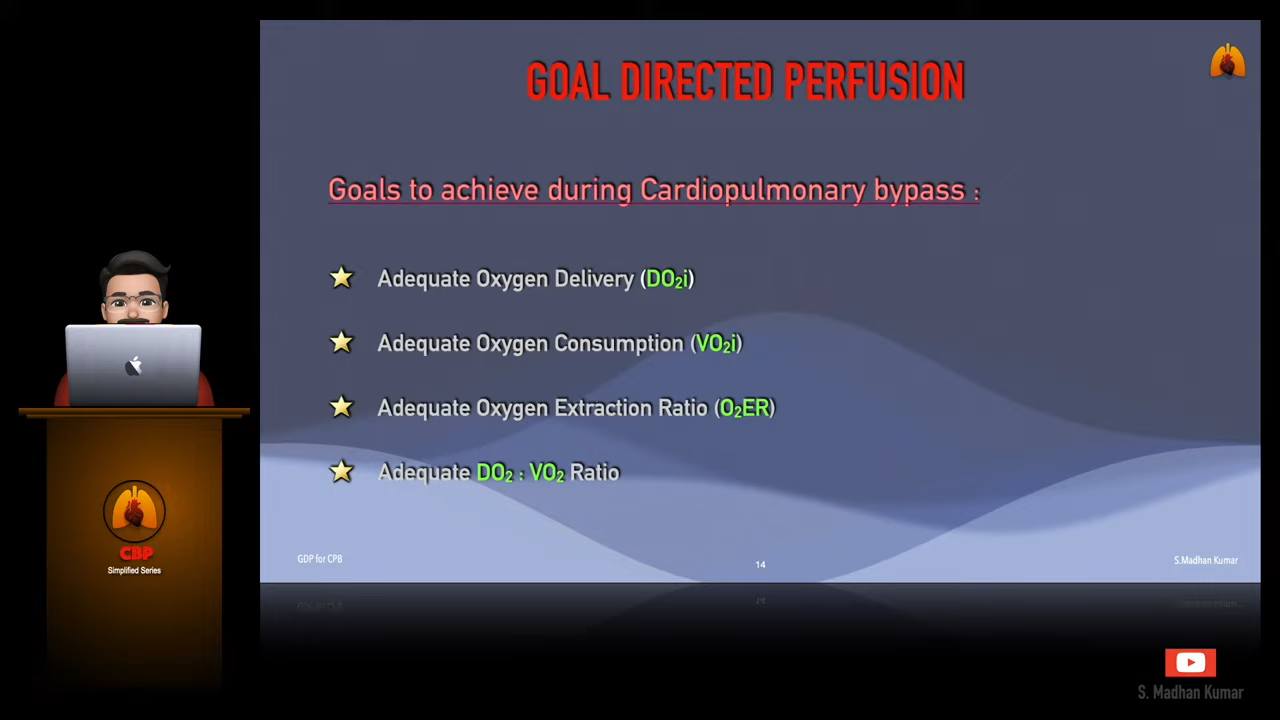 GOAL DIRECTED PERFUSION
Goals to achieve during Cardiopulmonary bypass :
Adequate Oxygen Delivery (DO₂i)
Adequate Oxygen Consumption (VO₂i)
Adequate Oxygen Extraction Ratio (O₂ER)
Adequate DO₂ : VO₂ Ratio
GDP for CPB
14
S.Madhan Kumar
CBP
Simplified Series
S. Madhan Kumar